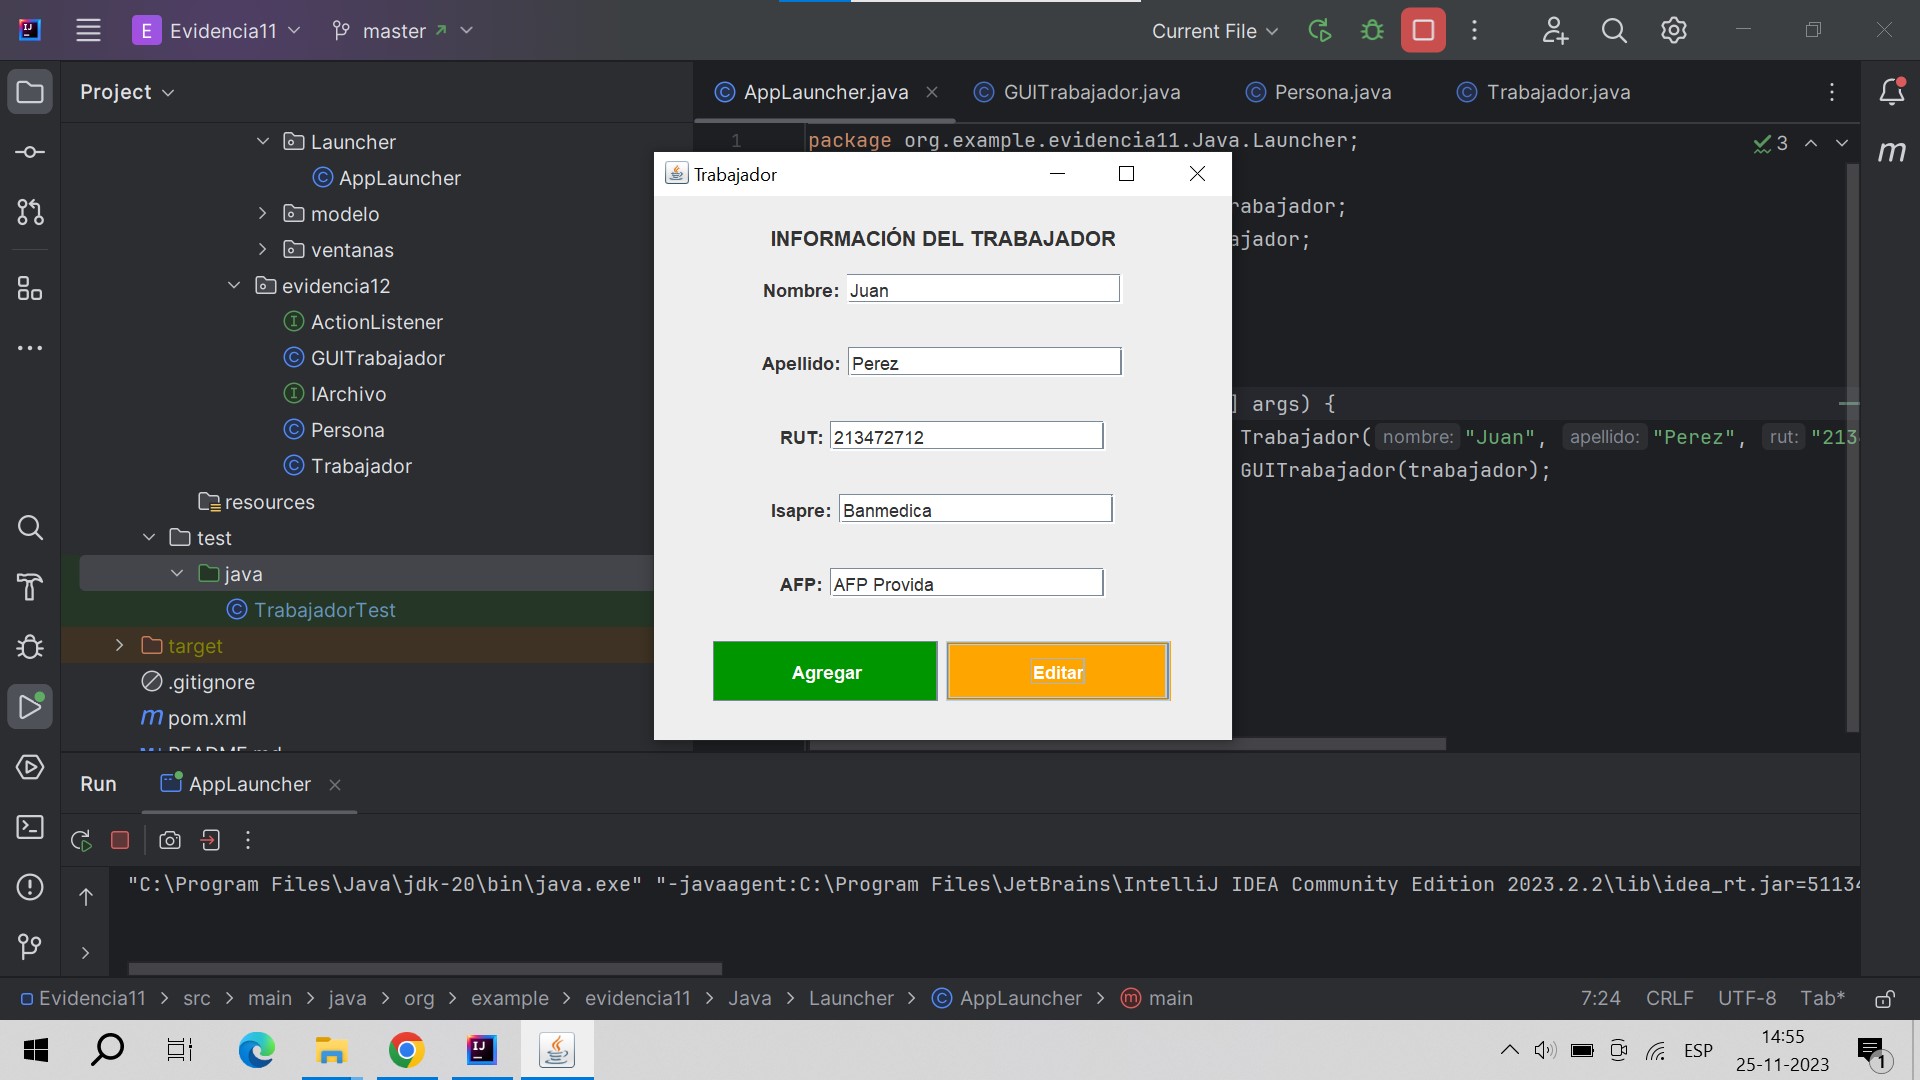 E Evidencia11 master Current File
Project
AppLauncher.java GUITrabajador.java Persona.java Trabajador.java
Launcher
AppLauncher
modelo
ventanas
evidencia12
ActionListener
GUITrabajador
IArchivo
Persona
Trabajador
resources
test
java
TrabajadorTest
target
.gitignore
m pom.xml
1 package org.example.evidencia11.Java.Launcher;
3
rabajador;
ajador;
] args) {
Trabajador( nombre: "Juan", apellido: "Perez", rut: "213
GUITrabajador(trabajador);
Trabajador
INFORMACIÓN DEL TRABAJADOR
Nombre: Juan
Apellido: Perez
RUT: 213472712
Isapre: Banmedica
AFP: AFP Provida
Agregar Editar
Run AppLauncher
"C:\Program Files\Java\jdk-20\bin\java.exe" "-javaagent:C:\Program Files\JetBrains\IntelliJ IDEA Community Edition 2023.2.2\lib\idea_rt.jar=51134
Evidencia11 > src > main > java > org > example > evidencia11 > Java > Launcher > AppLauncher > m main 7:24 CRLF UTF-8 Tab*
ESP 14:55
25-11-2023
1